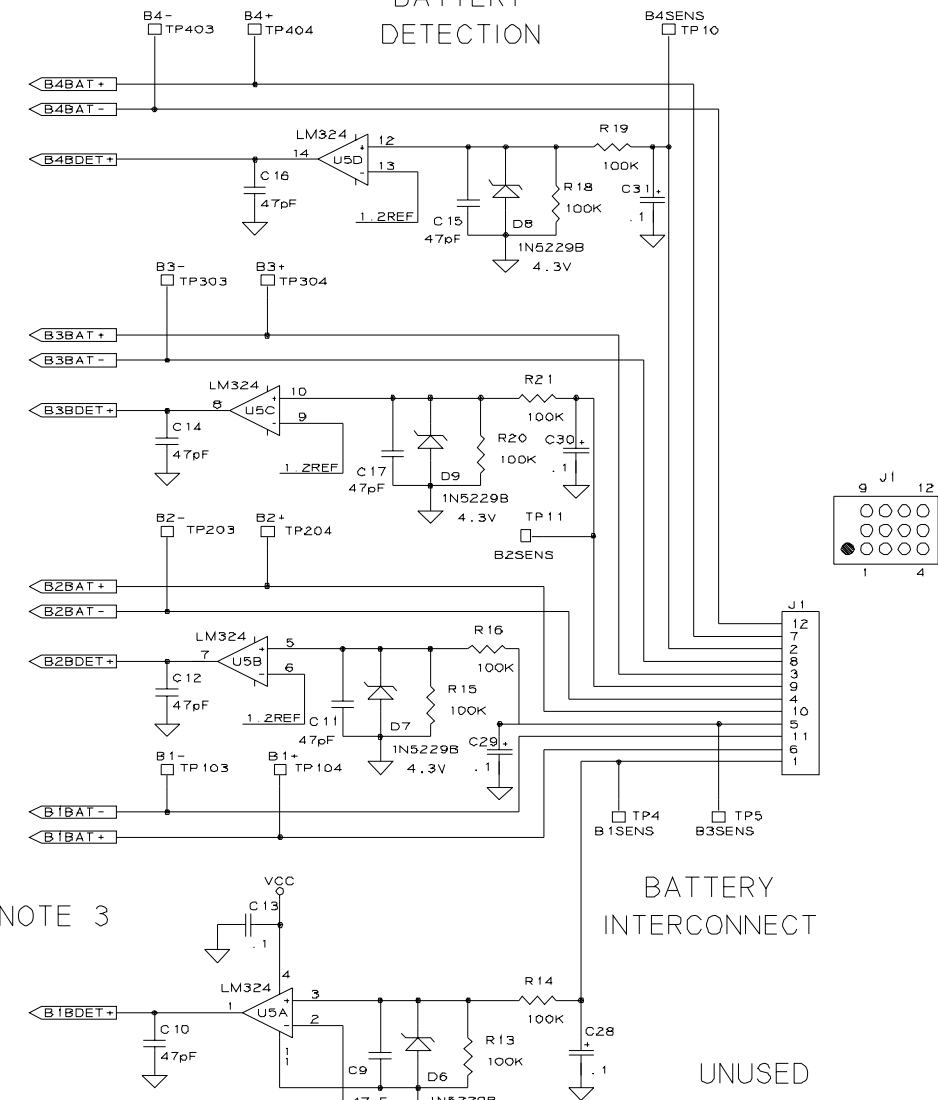 BATTERY
DETECTION
B4- B4+ B4SENS
TP403 TP404 TP10
B4BAT+
B4BAT-
LM324 12 R19
B4BDET+ 14 U5D 13 100K
C16 R18 C31 +
47pF 1.2REF C15 D8 100K .1
47pF 1N5229B
4.3V
B3- B3+
TP303 TP304
B3BAT+
B3BAT-
LM324 10 R21
B3BDET+ 8 U5C 9 100K
C14 R20 C30 +
47pF 1.2REF C17 D9 100K .1
47pF 1N5229B
4.3V
J1
9 12
1 4
B2- B2+ TP11
TP203 TP204
B2SENS
B2BAT+
B2BAT-
J1
12
7
2
8
3
9
4
10
5
11
6
1
LM324 5 R16
B2BDET+ 7 U5B 6 100K
C12 R15
47pF 1.2REF C11 D7 100K C29 +
47pF 1N5229B .1
4.3V
B1- B1+
TP103 TP104
B1BAT-
B1BAT+
TP4 TP5
B1SENS B3SENS
BATTERY
INTERCONNECT
NOTE 3
VCC
C13
.1
4
LM324 3 R14
B1BDET+ 1 U5A 2 100K
C10 11 R13 C28
47pF C9 D6 100K + .1
UNUSED
47pF 1N5229B